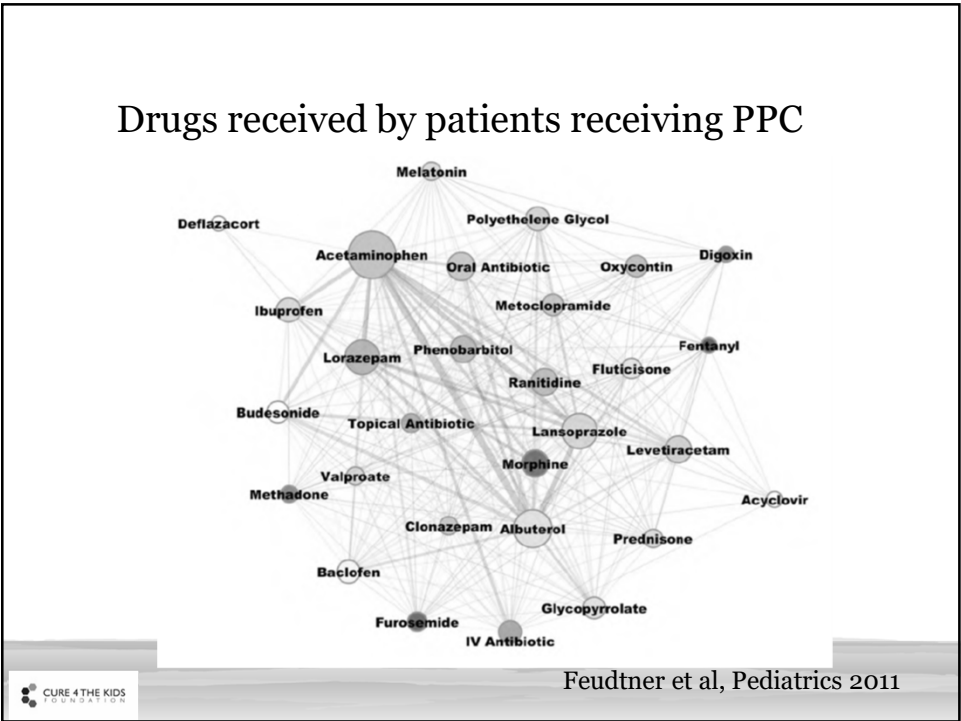 Drugs received by patients receiving PPC
Melatonin
Deflazacort
Polyethelene Glycol
Acetaminophen
Oral Antibiotic
Oxycontin
Digoxin
Ibuprofen
Metoclopramide
Lorazepam
Phenobarbitol
Fentanyl
Fluticisone
Ranitidine
Budesonide
Topical Antibiotic
Lansoprazole
Levetiracetam
Morphine
Valproate
Methadone
Acyclovir
Clonazepam
Albuterol
Prednisone
Baclofen
Glycopyrrolate
Furosemide
IV Antibiotic
Feudtner et al, Pediatrics 2011
CURE 4 THE KIDS
FOUNDATION